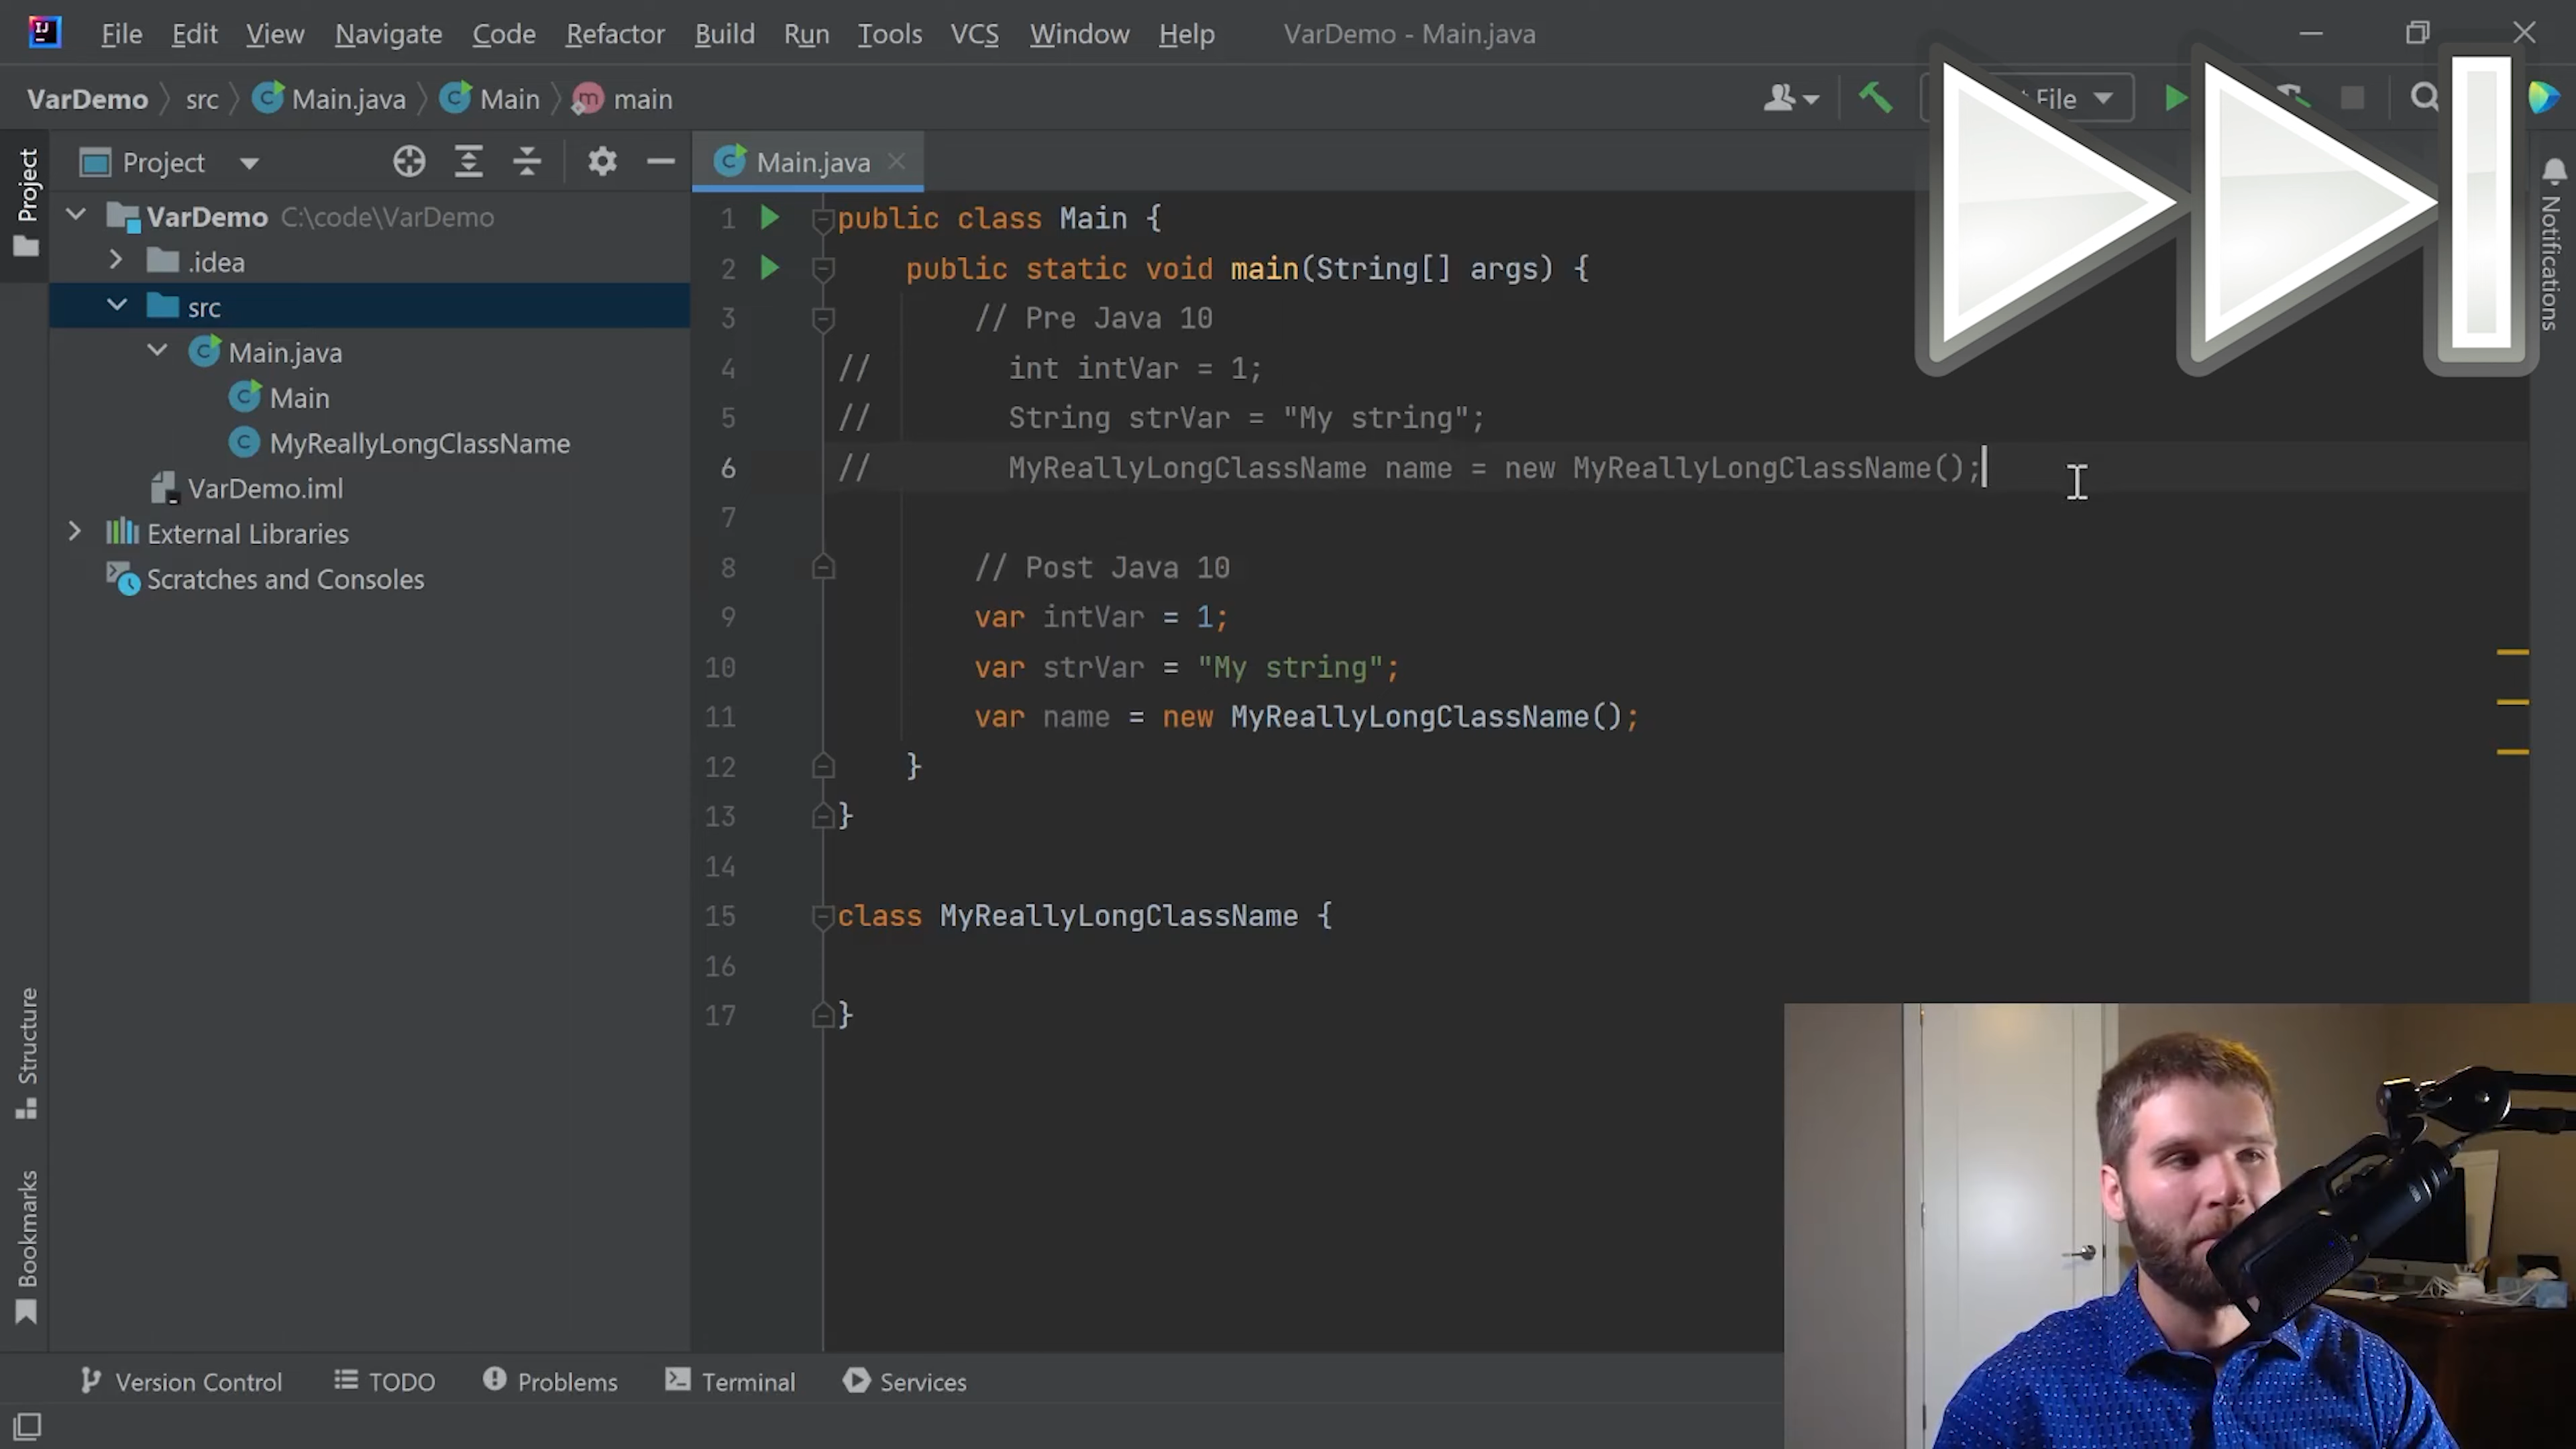 IJ File Edit View Navigate Code Refactor Build Run Tools VCS Window Help VarDemo - Main.java
VarDemo src Main.java Main main File
Project
Project
Main.java
Notifications
VarDemo C:\code\VarDemo
.idea
src
Main.java
Main
MyReallyLongClassName
VarDemo.iml
External Libraries
Scratches and Consoles
1 public class Main {
2 public static void main(String[] args) {
3 // Pre Java 10
4 // int intVar = 1;
5 // String strVar = "My string";
6 // MyReallyLongClassName name = new MyReallyLongClassName();
7
8 // Post Java 10
9 var intVar = 1;
10 var strVar = "My string";
11 var name = new MyReallyLongClassName();
12 }
13 }
14
15 class MyReallyLongClassName {
16
17 }
Structure
Bookmarks
Version Control TODO Problems Terminal Services